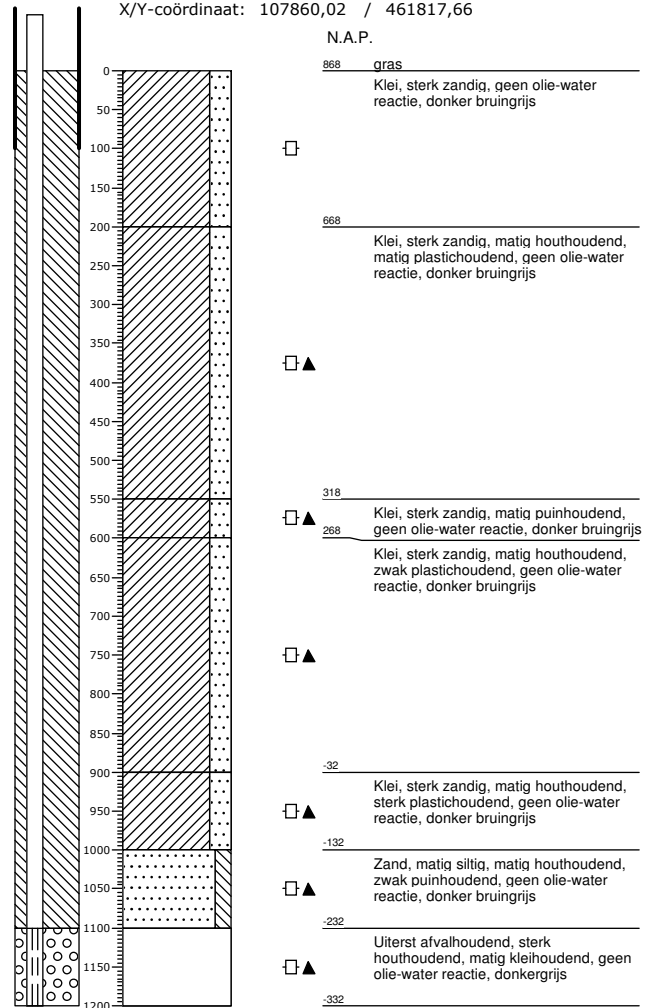 X/Y-coördinaat: 107860,02 / 461817,66
N.A.P.
0
868 gras
Klei, sterk zandig, geen olie-water
reactie, donker bruingrijs
50
100
150
200
668
Klei, sterk zandig, matig houthoudend,
matig plastichoudend, geen olie-water
reactie, donker bruingrijs
250
300
350
400
450
500
550
318
Klei, sterk zandig, matig puinhoudend,
geen olie-water reactie, donker bruingrijs
600
268
Klei, sterk zandig, matig houthoudend,
zwak plastichoudend, geen olie-water
reactie, donker bruingrijs
650
700
750
800
850
900
-32
Klei, sterk zandig, matig houthoudend,
sterk plastichoudend, geen olie-water
reactie, donker bruingrijs
950
1000
-132
Zand, matig siltig, matig houthoudend,
zwak puinhoudend, geen olie-water
reactie, donker bruingrijs
1050
1100
-232
Uiterst afvalhoudend, sterk
houthoudend, matig kleihoudend, geen
olie-water reactie, donkergrijs
1150
1200
-332